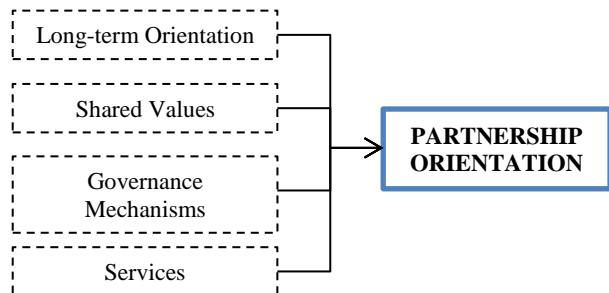 Long-term Orientation
Shared Values
Governance
Mechanisms
Services
PARTNERSHIP
ORIENTATION